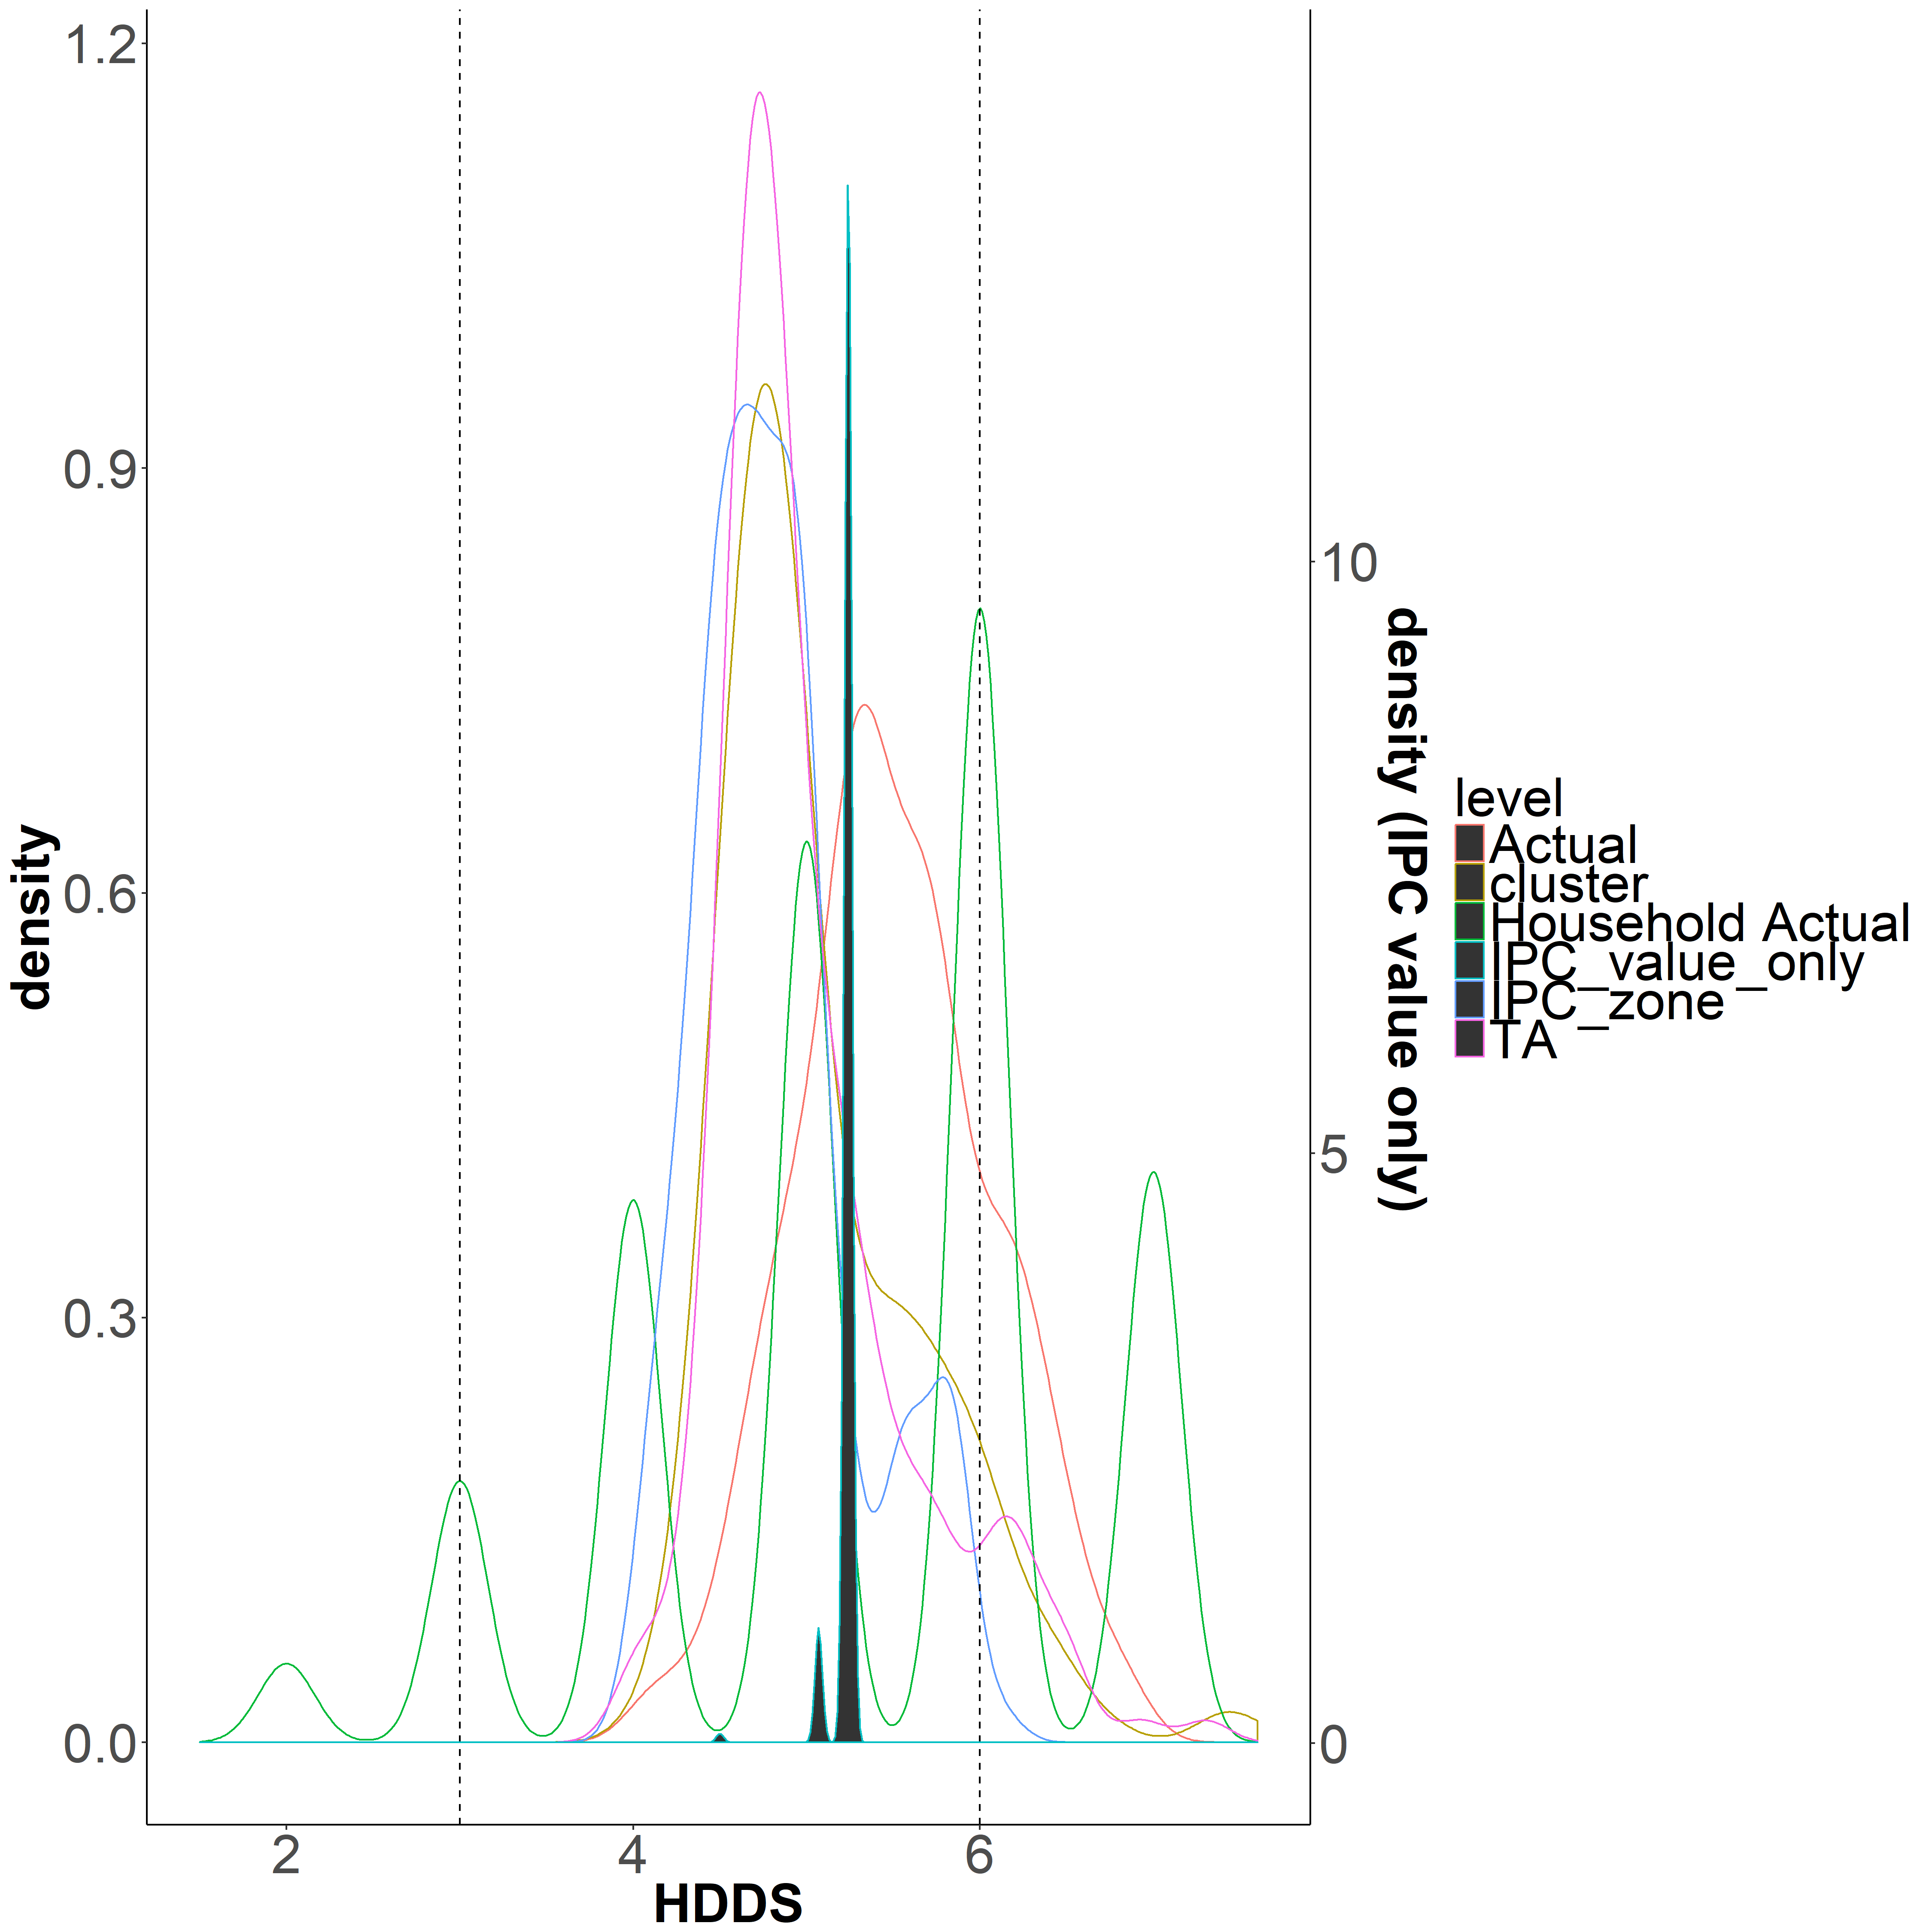 1.2
0.9
0.6
0.3
0.0
density
2
4
6
HDDS
10
5
0
density (IPC value only)
level
Actual
cluster
Household Actual
IPC_value_only
IPC_zone
TA